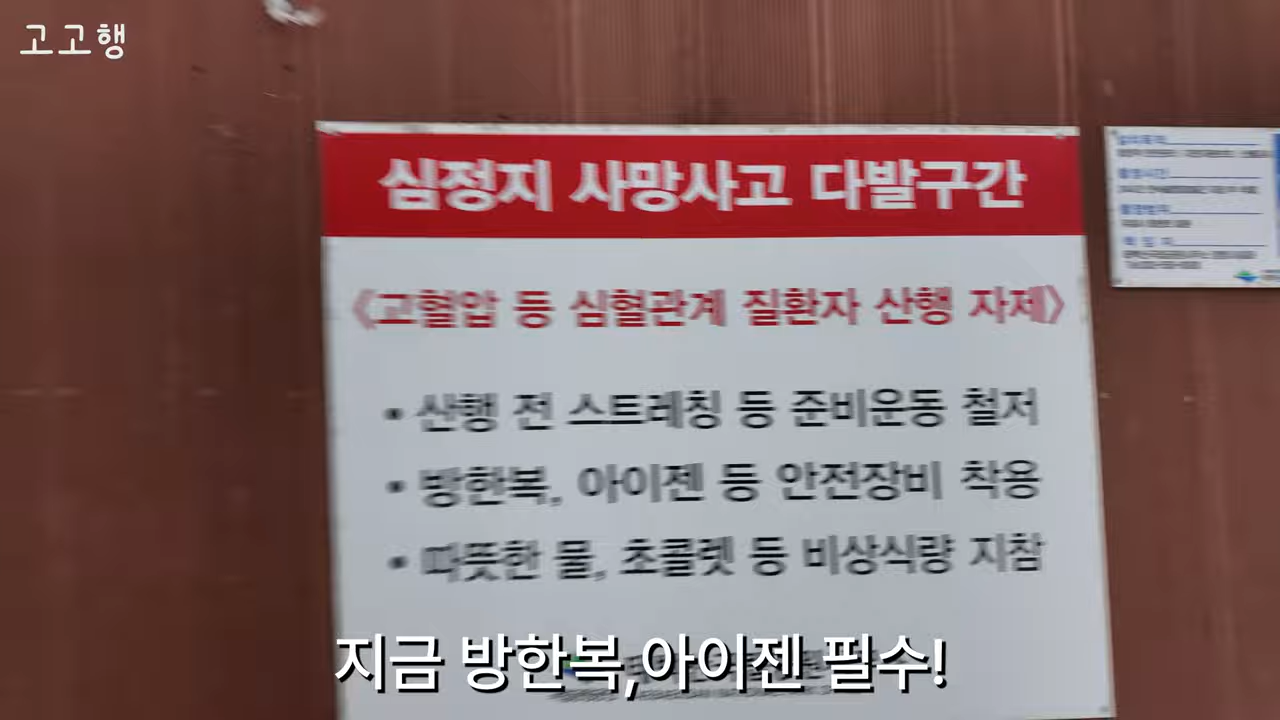 고고행
심정지 사망사고 다발구간
《고혈압 등 심혈관계 질환자 산행 자제》
• 산행 전 스트레칭 등 준비운동 철저
• 방한복, 아이젠 등 안전장비 착용
• 따뜻한 물, 초콜렛 등 비상식량 지참
지금 방한복,아이젠 필수!